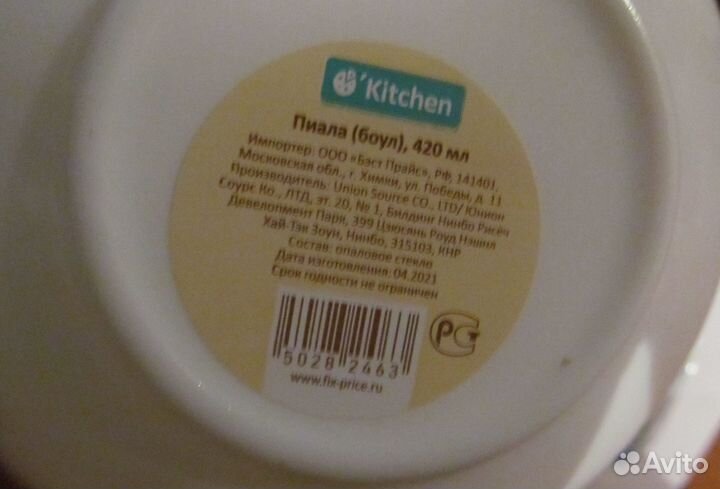 'Kitchen
Пиала (боул), 420 мл
Импортер: ООО «Бэст Прайс», РФ, 141401,
Московская обл., г. Химки, ул. Победы, д. 11
Производитель: Union Source CO., LTD/ Юнион
Соурс Ко., ЛТД, эт. 20, № 1, Билдинг Нинбо Рисёч
Девелопмент Парк, 399 Цзюсянь Роуд Нэшнл
Хай-Тэк Зоун, Нинбо, 315103, КНР
Состав: опаловое стекло
Дата изготовления: 04.2021
Срок годности не ограничен
РСТ
5028 2463
www.fix-price.ru
Avito